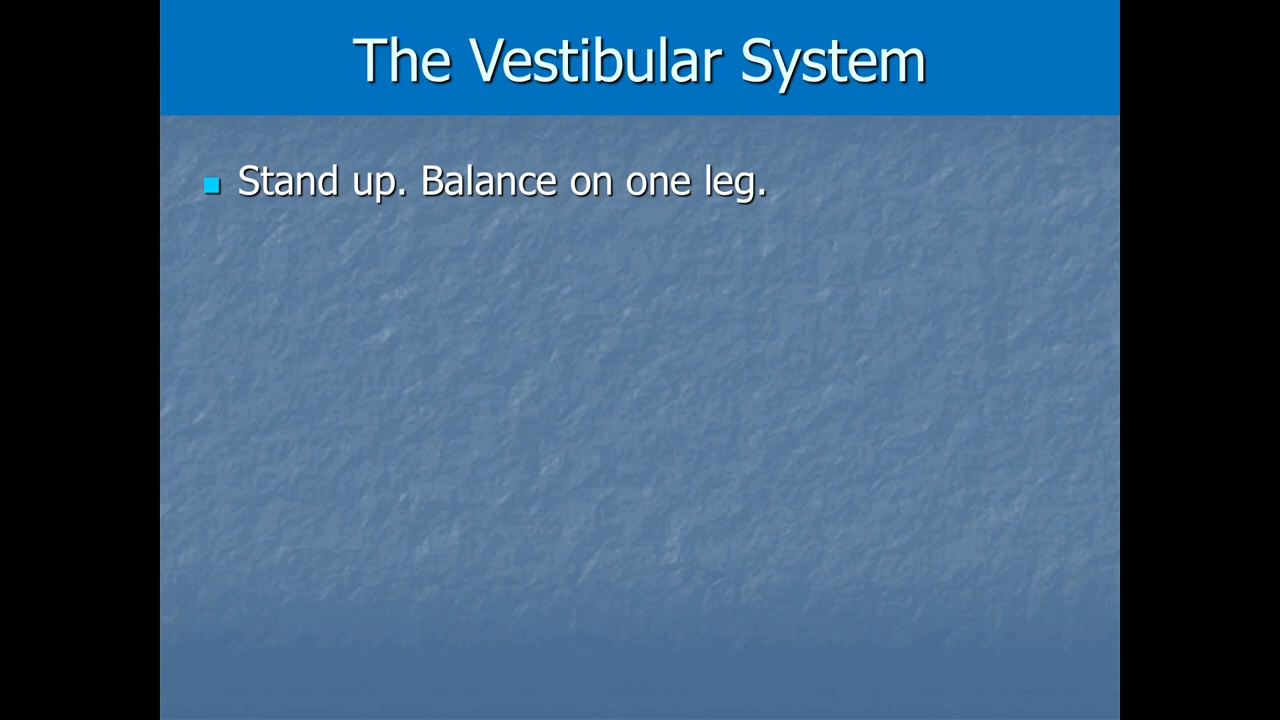 The Vestibular System
Stand up. Balance on one leg.